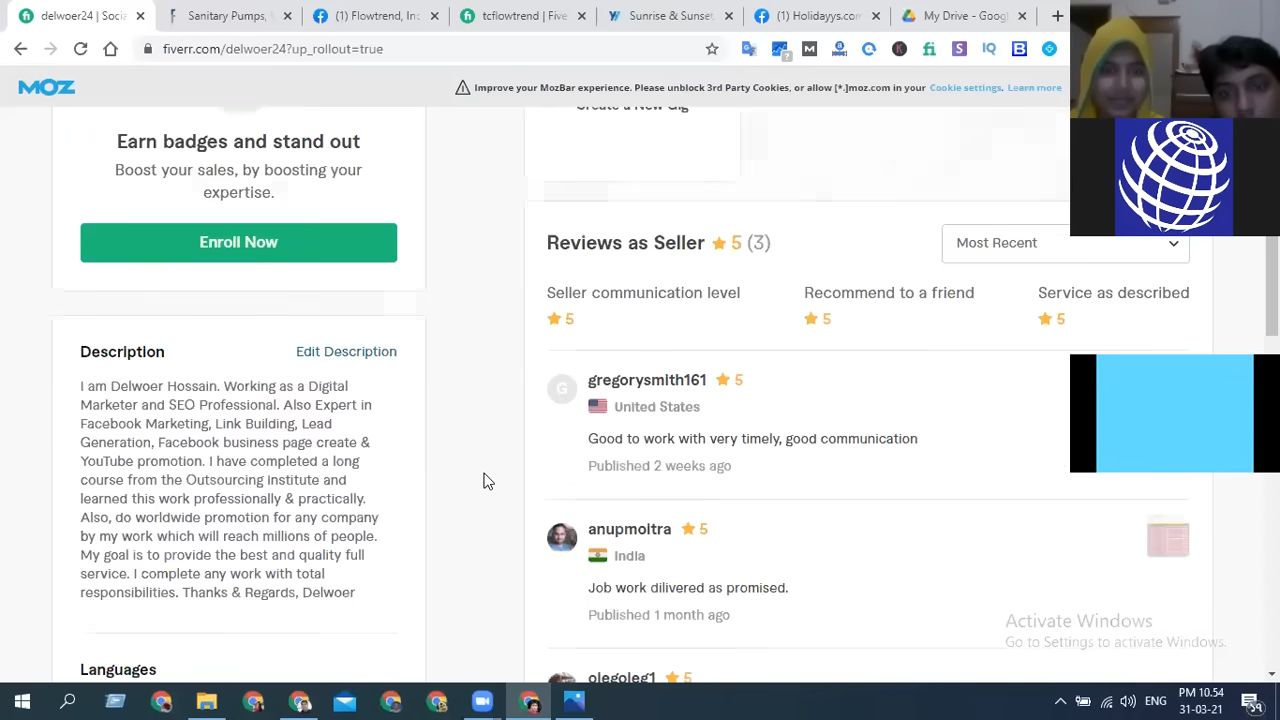 delwoer24 | Socia
Sanitary Pumps,
(1) Flowtrend, Inc
tcflowtrend | Five
Sunrise & Sunset
(1) Holidayys.com
My Drive - Goog
fiverr.com/delwoer24?up_rollout=true
MOZ
Improve your MozBar experience. Please unblock 3rd Party Cookies, or allow [*.]moz.com in your Cookie settings. Learn more
Create a New Gig
Earn badges and stand out
Boost your sales, by boosting your
expertise.
Enroll Now
Description
Edit Description
I am Delwoer Hossain. Working as a Digital
Marketer and SEO Professional. Also Expert in
Facebook Marketing, Link Building, Lead
Generation, Facebook business page create &
YouTube promotion. I have completed a long
course from the Outsourcing Institute and
learned this work professionally & practically.
Also, do worldwide promotion for any company
by my work which will reach millions of people.
My goal is to provide the best and quality full
service. I complete any work with total
responsibilities. Thanks & Regards, Delwoer
Languages
Reviews as Seller 5 (3)
Most Recent
Seller communication level
Recommend to a friend
Service as described
5
5
5
G
gregorysmith161 5
United States
Good to work with very timely, good communication
Published 2 weeks ago
anupmoitra 5
India
Job work dilivered as promised.
Published 1 month ago
olegoleg1 5
Activate Windows
Go to Settings to activate Windows.
ENG
PM 10.54
31-03-21